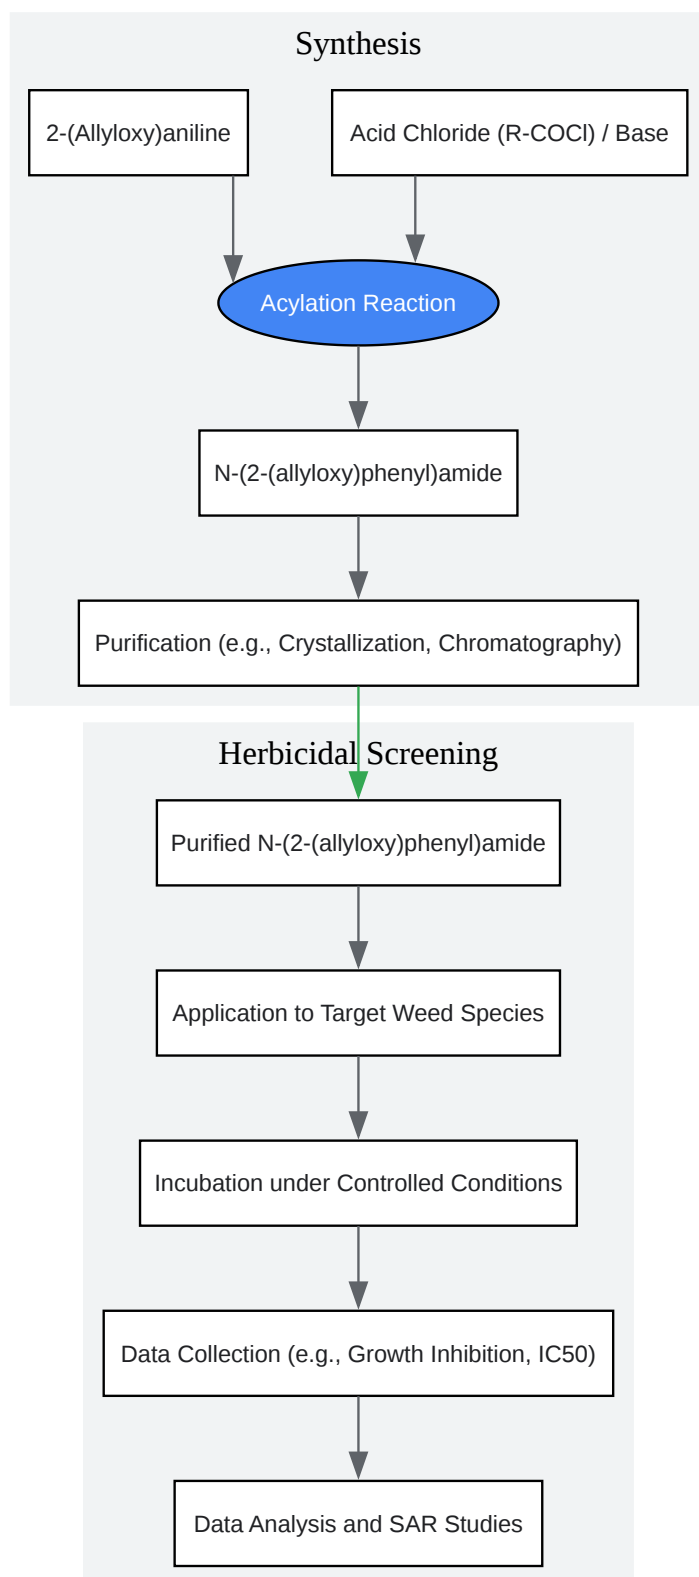 Synthesis
2-(Allyloxy)aniline
Acid Chloride (R-COCl) / Base
Acylation Reaction
N-(2-(allyloxy)phenyl)amide
Purification (e.g., Crystallization, Chromatography)
Herbicidal Screening
Purified N-(2-(allyloxy)phenyl)amide
Application to Target Weed Species
Incubation under Controlled Conditions
Data Collection (e.g., Growth Inhibition, IC50)
Data Analysis and SAR Studies